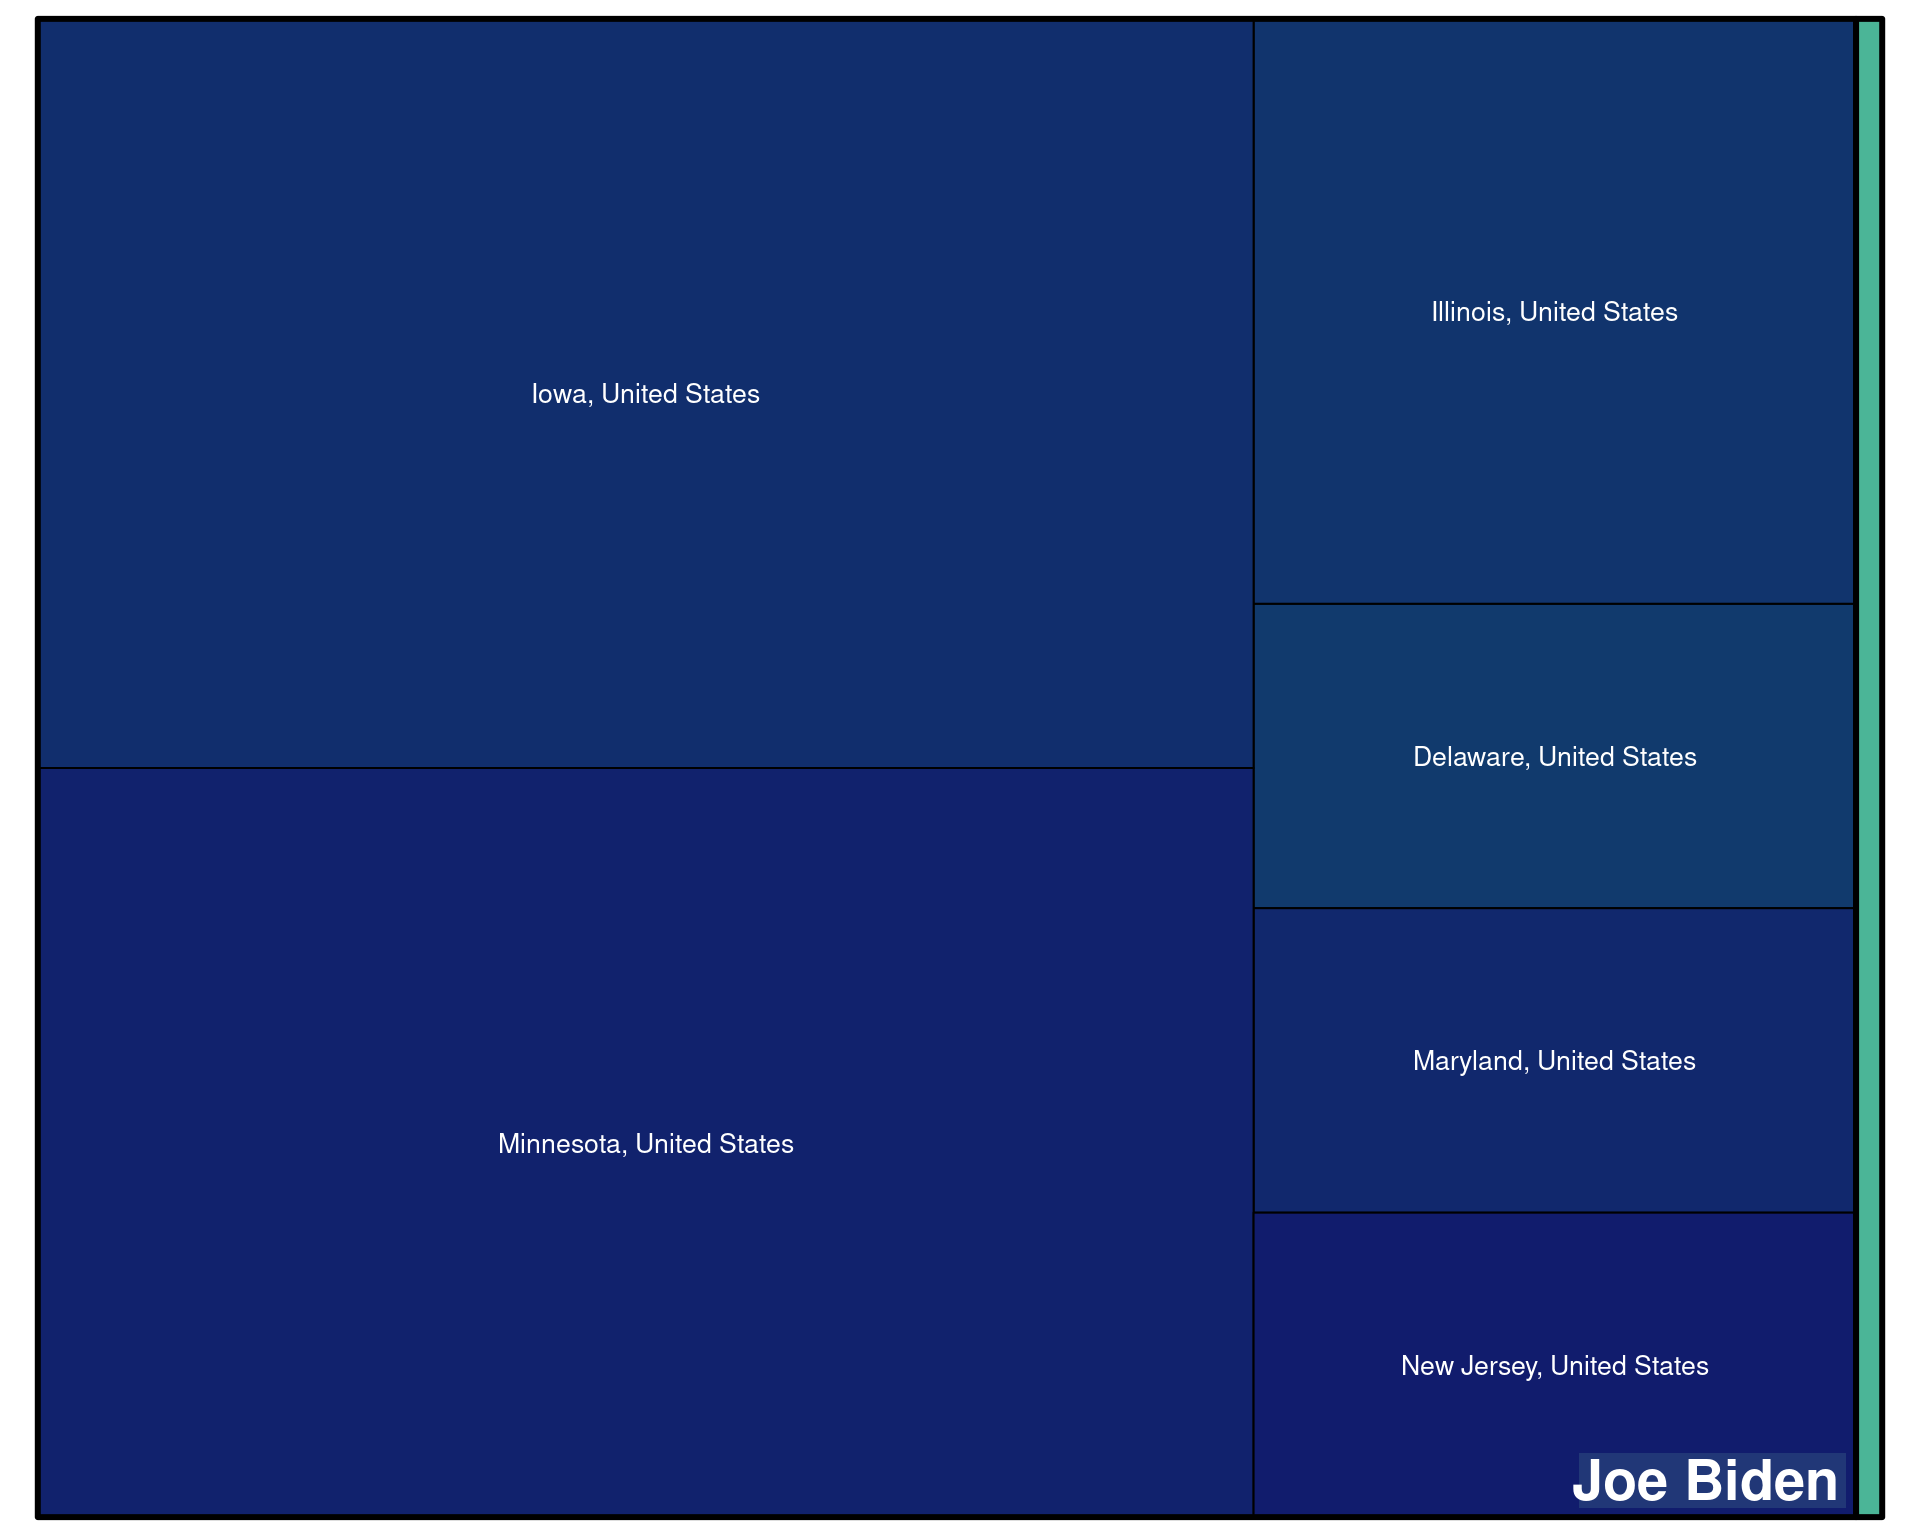 Iowa, United States
Minnesota, United States
Illinois, United States
Delaware, United States
Maryland, United States
New Jersey, United States
Joe Biden